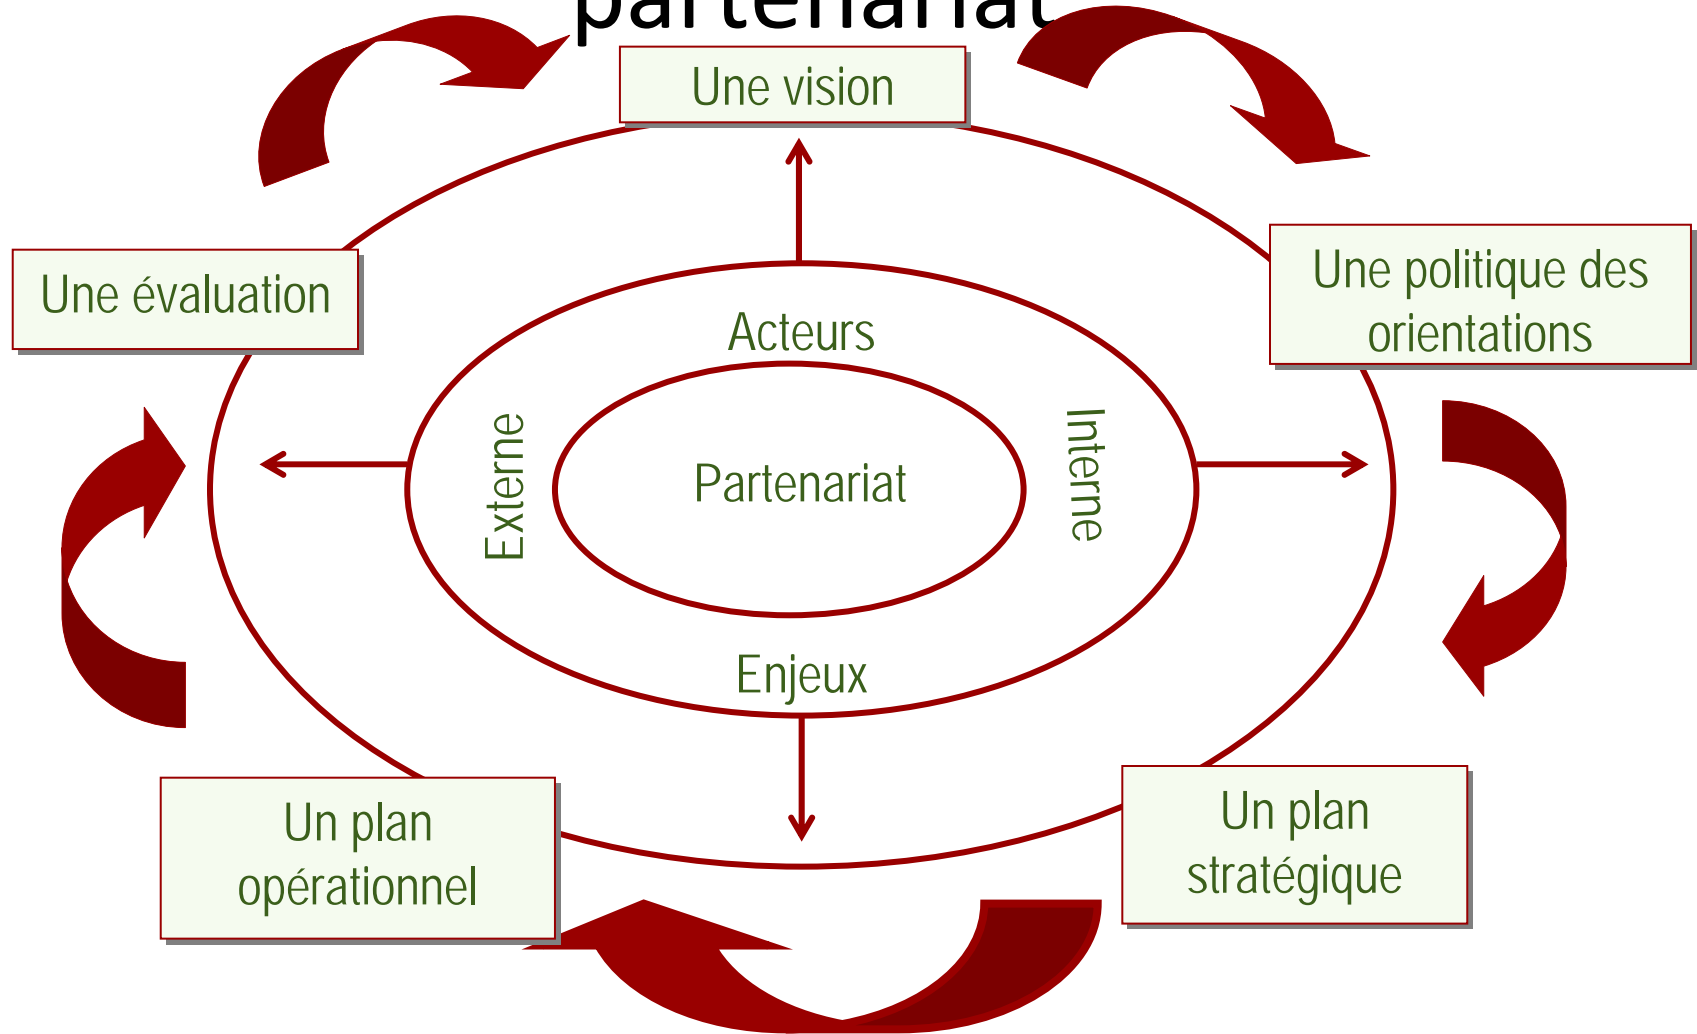 partenariat
Une vision
Une évaluation
Une politique des
orientations
Acteurs
Externe
Interne
Partenariat
Enjeux
Un plan
opérationnel
Un plan
stratégique